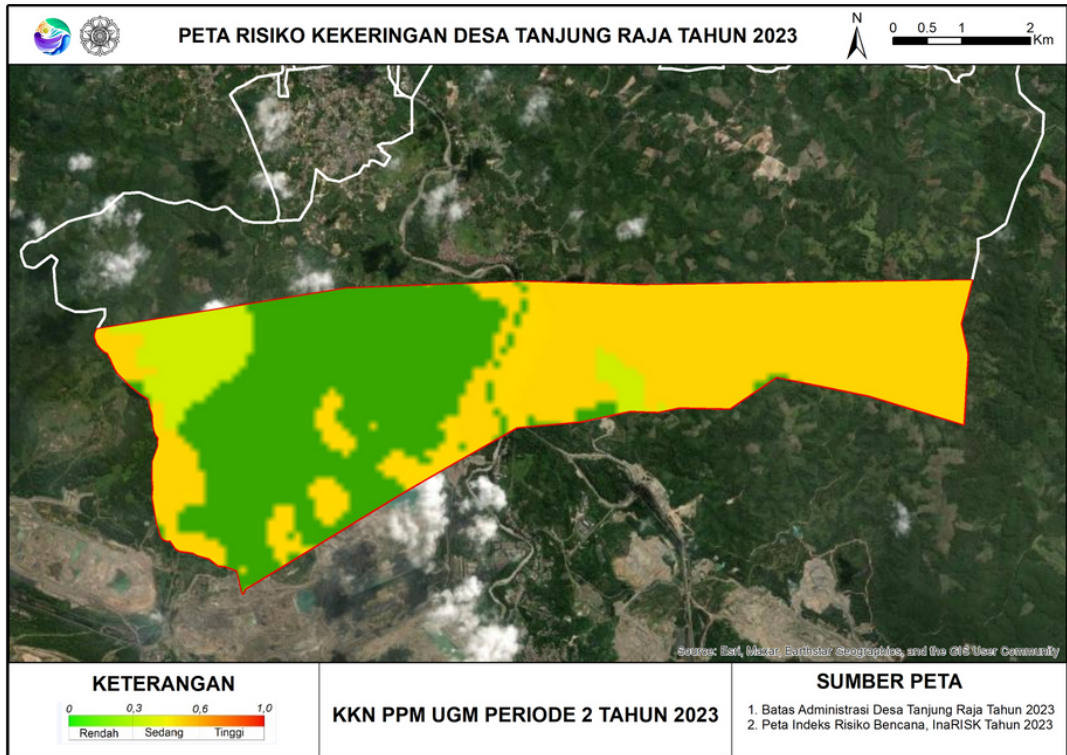 PETA RISIKO KEKERINGAN DESA TANJUNG RAJA TAHUN 2023
N
0 0.5 1 2
Km
Source: Esri, Maxar, Earthstar Geographics, and the GIS User Community
KETERANGAN
0 0,3 0,6 1,0
Rendah Sedang Tinggi
KKN PPM UGM PERIODE 2 TAHUN 2023
SUMBER PETA
1. Batas Administrasi Desa Tanjung Raja Tahun 2023
2. Peta Indeks Risiko Bencana, InaRISK Tahun 2023